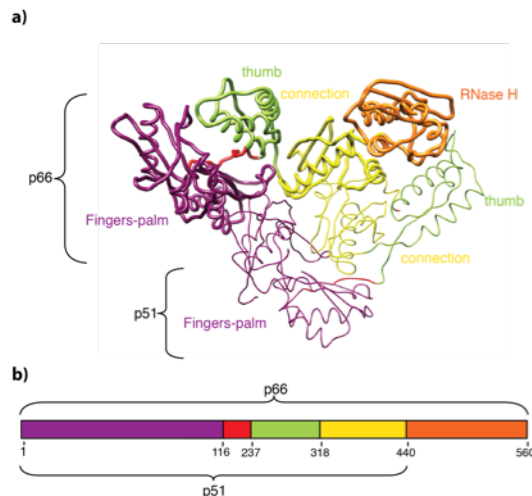 a)
thumb
connection
RNase H
p66
Fingers-palm
thumb
connection
p51
Fingers-palm
b)
p66
1 116 237 318 440 560
p51